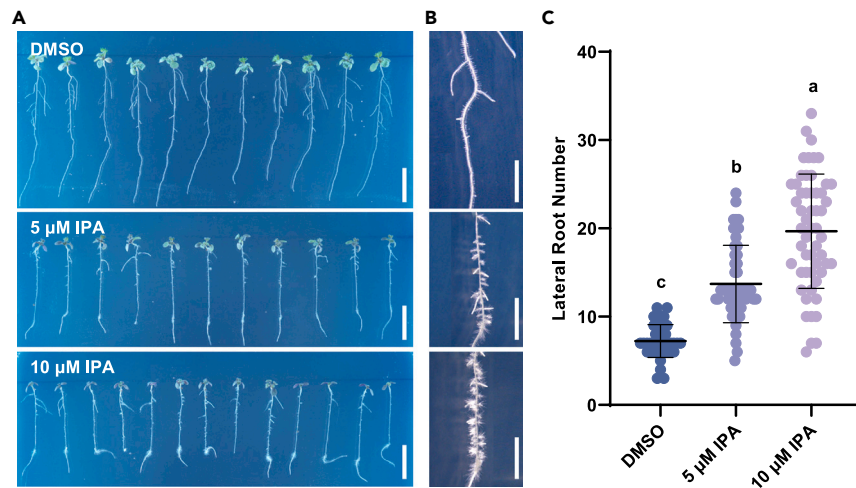 A
DMSO
5 µM IPA
10 µM IPA
B
C
Lateral Root Number
40
30
20
10
0
a
b
c
DMSO
5 µM IPA
10 µM IPA